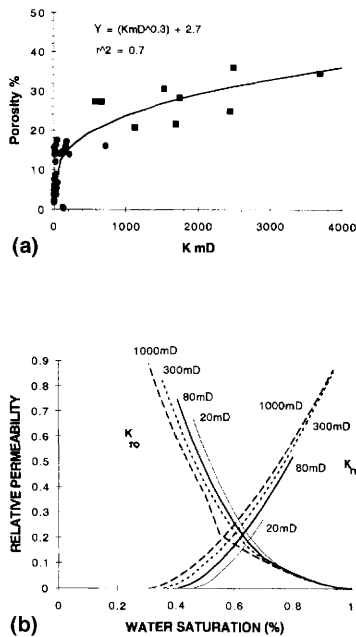 50
40
30
20
10
0
Porosity %
Y = (KmD^0.3) + 2.7
r^2 = 0.7
0 1000 2000 3000 4000
K mD
(a)
0.9
0.8
0.7
0.6
0.5
0.4
0.3
0.2
0.1
0
RELATIVE PERMEABILITY
1000mD
300mD
80mD
20mD
K
ro
1000mD
300mD
K
80mD
20mD
0 0.2 0.4 0.6 0.8 1
WATER SATURATION (%)
(b)